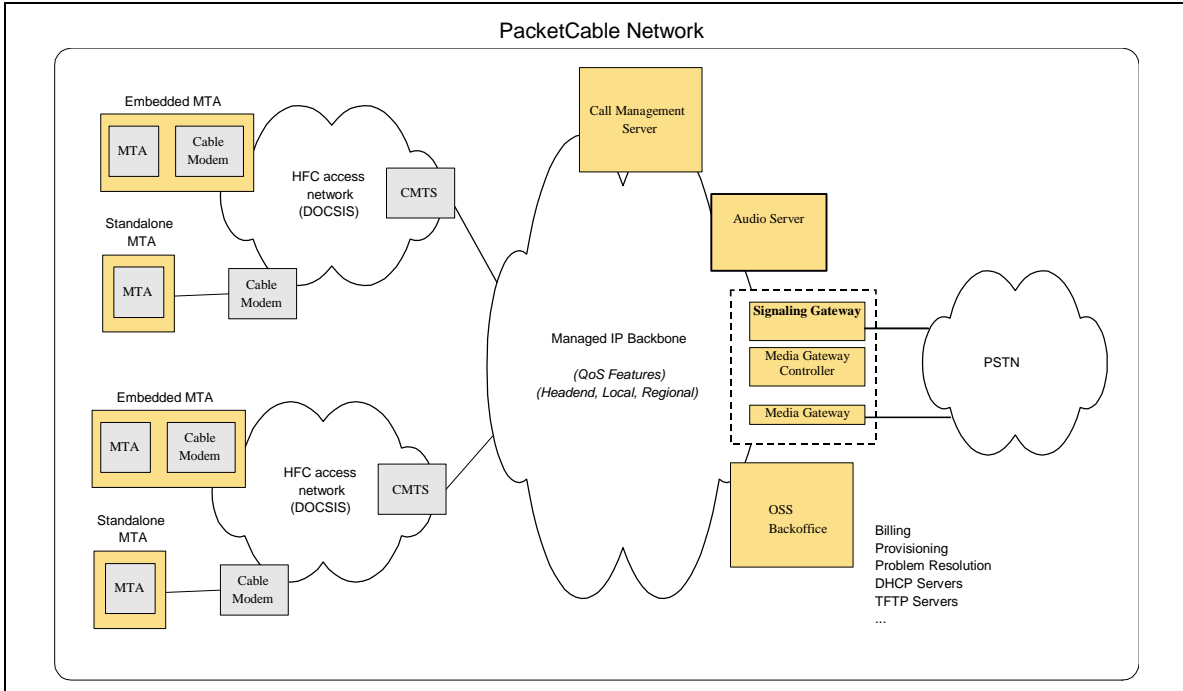 PacketCable Network
Embedded MTA
MTA
Cable
Modem
HFC access
network
(DOCSIS)
CMTS
Standalone
MTA
MTA
Cable
Modem
Call Management
Server
Audio Server
Managed IP Backbone
(QoS Features)
(Headend, Local, Regional)
Signaling Gateway
Media Gateway
Controller
Media Gateway
PSTN
Embedded MTA
MTA
Cable
Modem
HFC access
network
(DOCSIS)
CMTS
Standalone
MTA
MTA
Cable
Modem
OSS
Backoffice
Billing
Provisioning
Problem Resolution
DHCP Servers
TFTP Servers
...